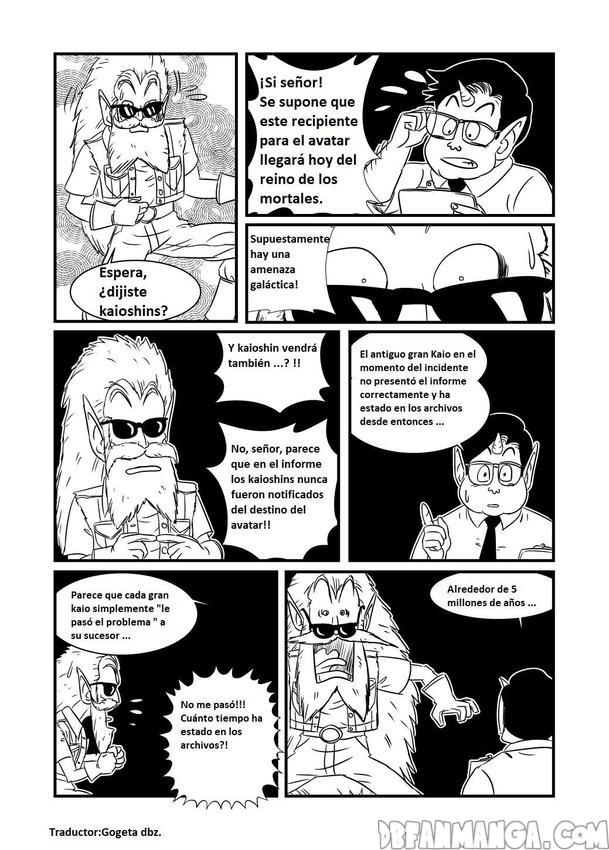 Espera,
¿dijiste
kaioshins?
¡Si señor!
Se supone que
este recipiente
para el avatar
llegará hoy del
reino de los
mortales.
Supuestamente
hay una
amenaza
galáctica!
Y kaioshin vendrá
también ...? !!
No, señor, parece
que en el informe
los kaioshins nunca
fueron notificados
del destino del
avatar!!
El antiguo gran Kaio en el
momento del incidente
no presentó el informe
correctamente y ha
estado en los archivos
desde entonces ...
Parece que cada gran
kaio simplemente "le
pasó el problema " a
su sucesor ...
No me pasó!!!
Cuánto tiempo ha
estado en los
archivos?!
Alrededor de 5
millones de años ...
Traductor:Gogeta dbz.
DBFANMANGA.COM